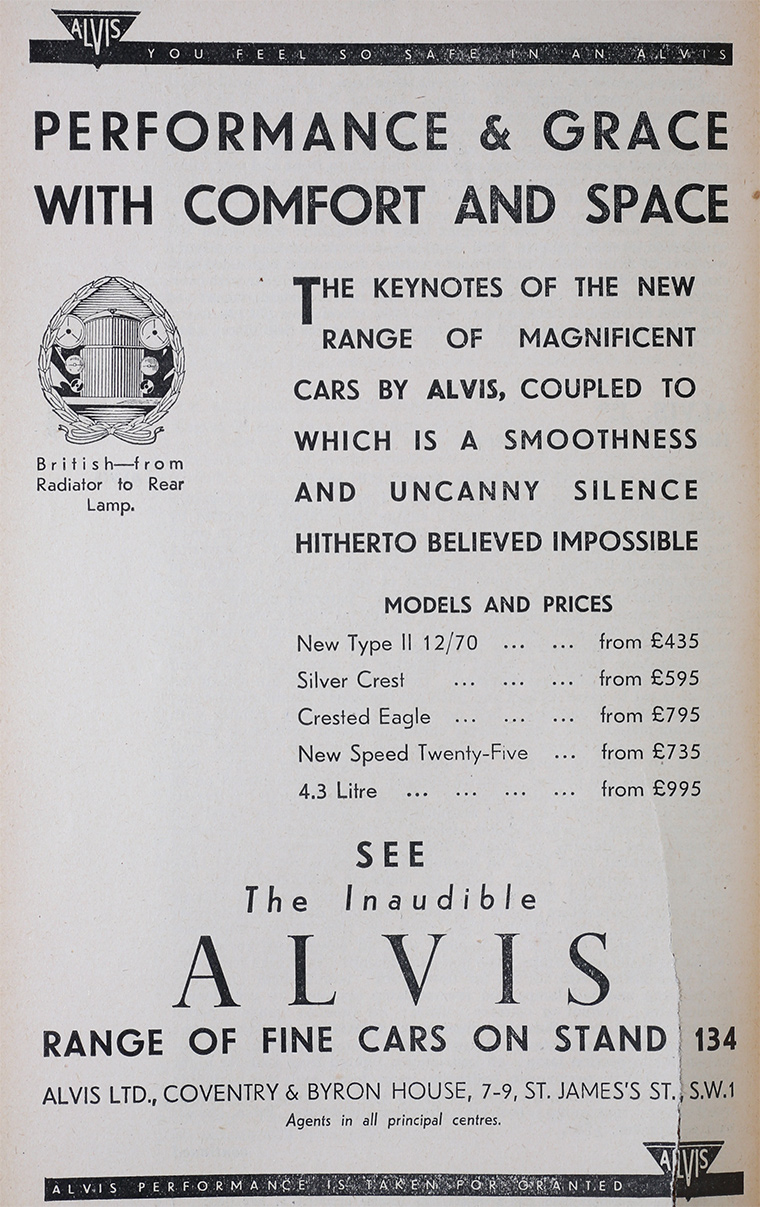 ALVIS
YOU FEEL SO SAFE IN AN ALVIS
PERFORMANCE & GRACE
WITH COMFORT AND SPACE
THE KEYNOTES OF THE NEW
RANGE OF MAGNIFICENT
CARS BY ALVIS, COUPLED TO
WHICH IS A SMOOTHNESS
AND UNCANNY SILENCE
HITHERTO BELIEVED IMPOSSIBLE
British—from
Radiator to Rear
Lamp.
MODELS AND PRICES
New Type II 12/70 ... ... from £435
Silver Crest ... ... ... from £595
Crested Eagle ... ... ... from £795
New Speed Twenty-Five ... from £735
4.3 Litre ... ... ... ... from £995
SEE
The Inaudible
ALVIS
RANGE OF FINE CARS ON STAND 134
ALVIS LTD., COVENTRY & BYRON HOUSE, 7-9, ST. JAMES'S ST., S.W.1
Agents in all principal centres.
ALVIS
ALVIS PERFORMANCE IS TAKEN FOR GRANTED